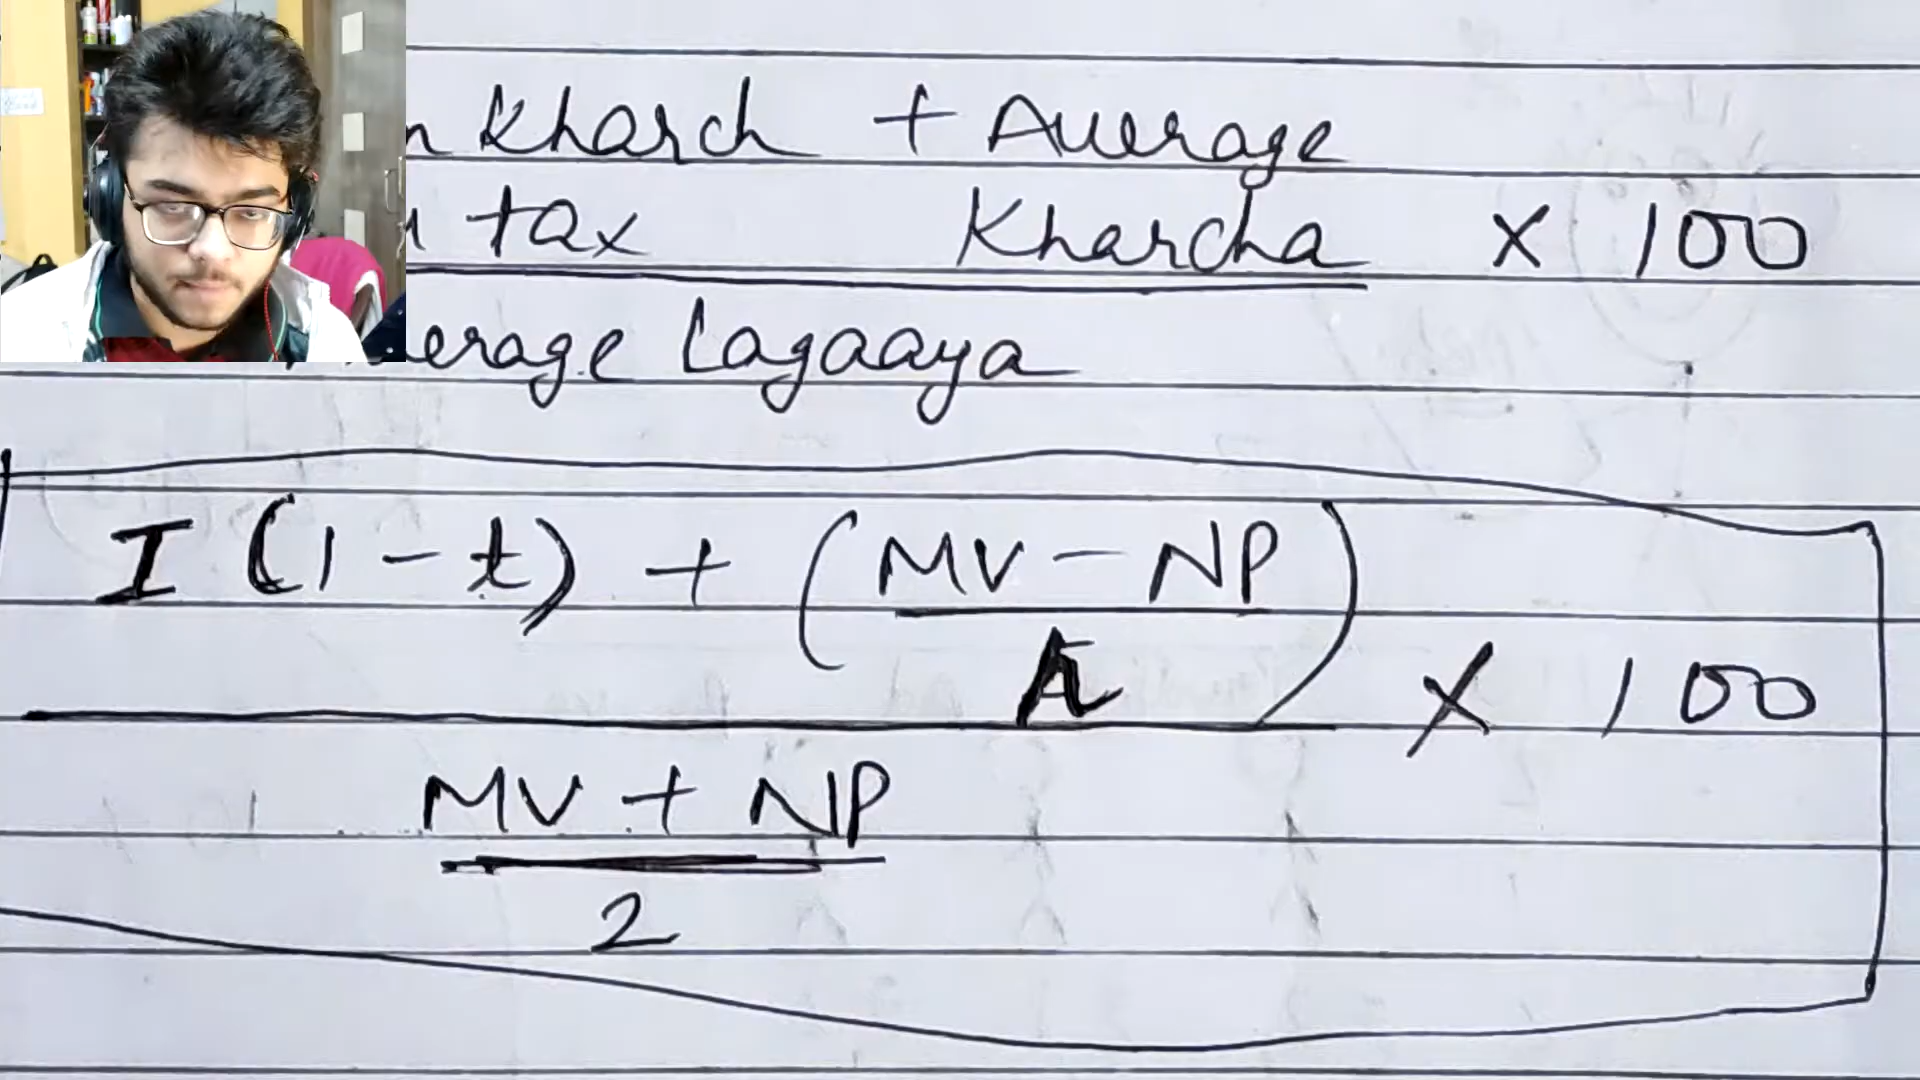 Kharch + Average
tax Kharcha × 100
erage Lagaaya
I (1 - t) + (MV - NP
) × 100
MV + NP
2